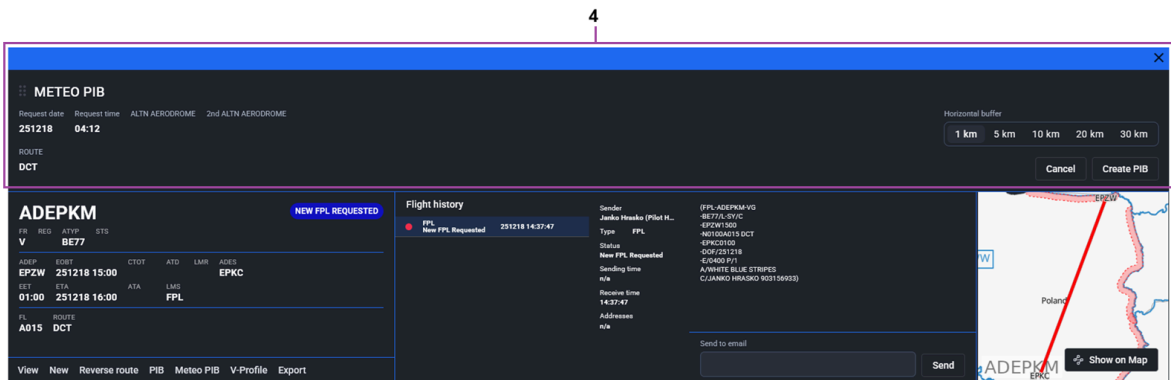 4
METEO PIB
Request date Request time ALTN AERODROME 2nd ALTN AERODROME
251218 04:12
ROUTE
DCT
Horizontal buffer
1 km 5 km 10 km 20 km 30 km
Cancel Create PIB
ADEPKM NEW FPL REQUESTED
FR REG ATYP STS
V BE77
ADEP EOBT CTOT ATD LMR ADES
EPZW 251218 15:00 EPKC
EET ETA ATA LMS
01:00 251218 16:00 FPL
FL ROUTE
A015 DCT
View New Reverse route PIB Meteo PIB V-Profile Export
Flight history
FPL
New FPL Requested 251218 14:37:47
Sender
Janko Hrasko (Pilot H...
Type FPL
Status
New FPL Requested
Sending time
n/a
Receive time
14:37:47
Addresses
n/a
(FPL-ADEPKM-VG
-BE77/L-SY/C
-EPZW1500
-N0100A015 DCT
-EPKC0100
-DOF/251218
-E/0400 P/1
A/WHITE BLUE STRIPES
C/JANKO HRASKO 903156933)
Send to email
Send
EPZW
W
Poland
ADEPKM
EPKC
Show on Map